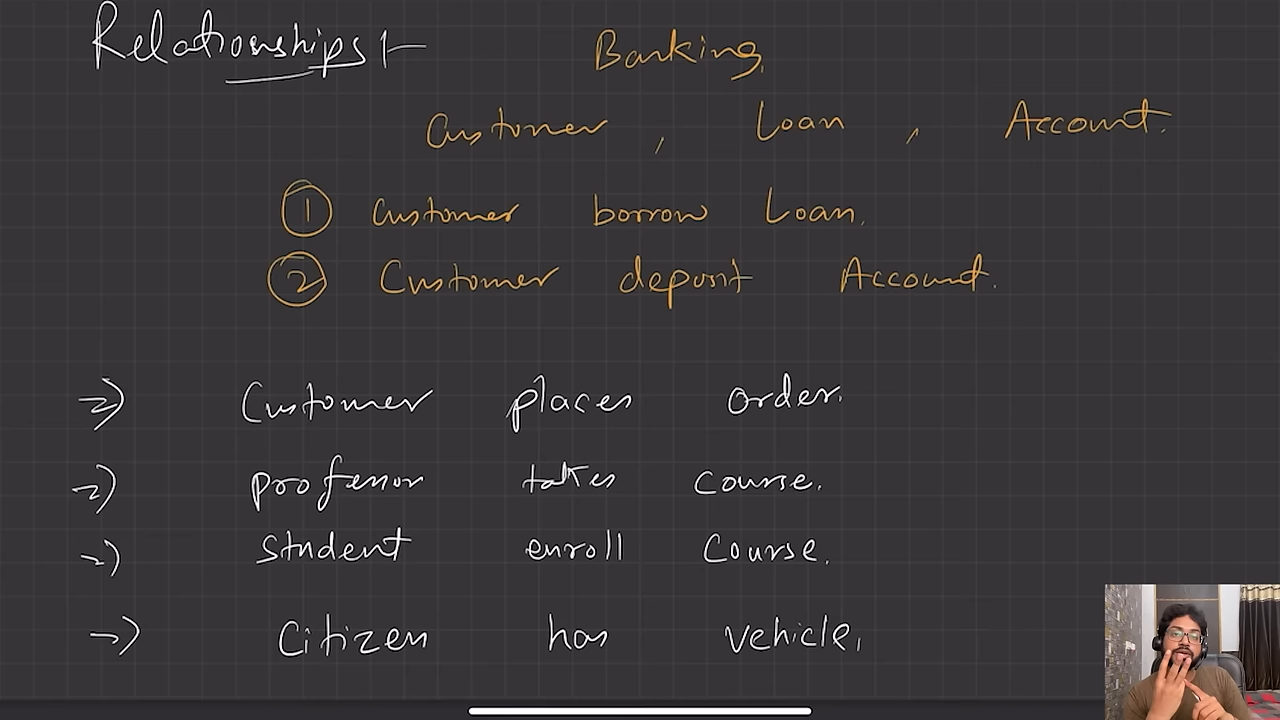 Relationships :-
Banking,
Customer , Loan , Account.
① Customer borrow Loan.
② Customer deposit Account.
=> Customer places order.
=> professor takes course.
=> Student enroll Course.
=> Citizen has vehicle.